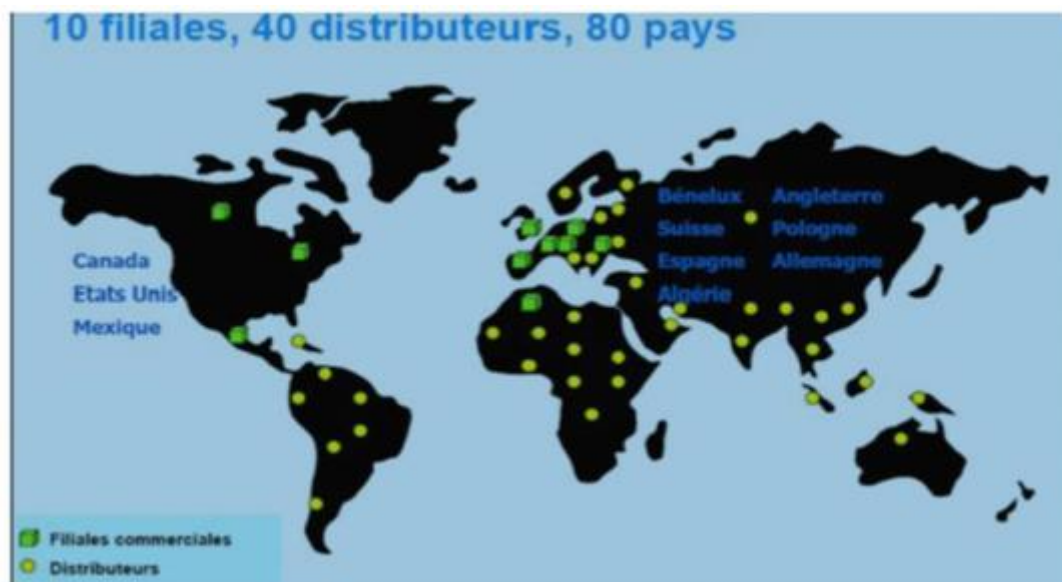 10 filiales, 40 distributeurs, 80 pays
Bénelux Angleterre
Suisse Pologne
Espagne Allemagne
Algérie
Canada
Etats Unis
Mexique
Filiales commerciales
Distributeurs